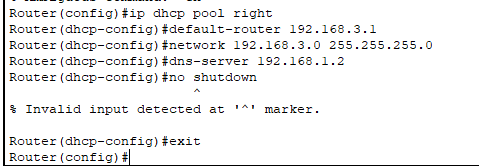 Router(config)#ip dhcp pool right
Router(dhcp-config)#default-router 192.168.3.1
Router(dhcp-config)#network 192.168.3.0 255.255.255.0
Router(dhcp-config)#dns-server 192.168.1.2
Router(dhcp-config)#no shutdown
^
% Invalid input detected at '^' marker.
Router(dhcp-config)#exit
Router(config)#